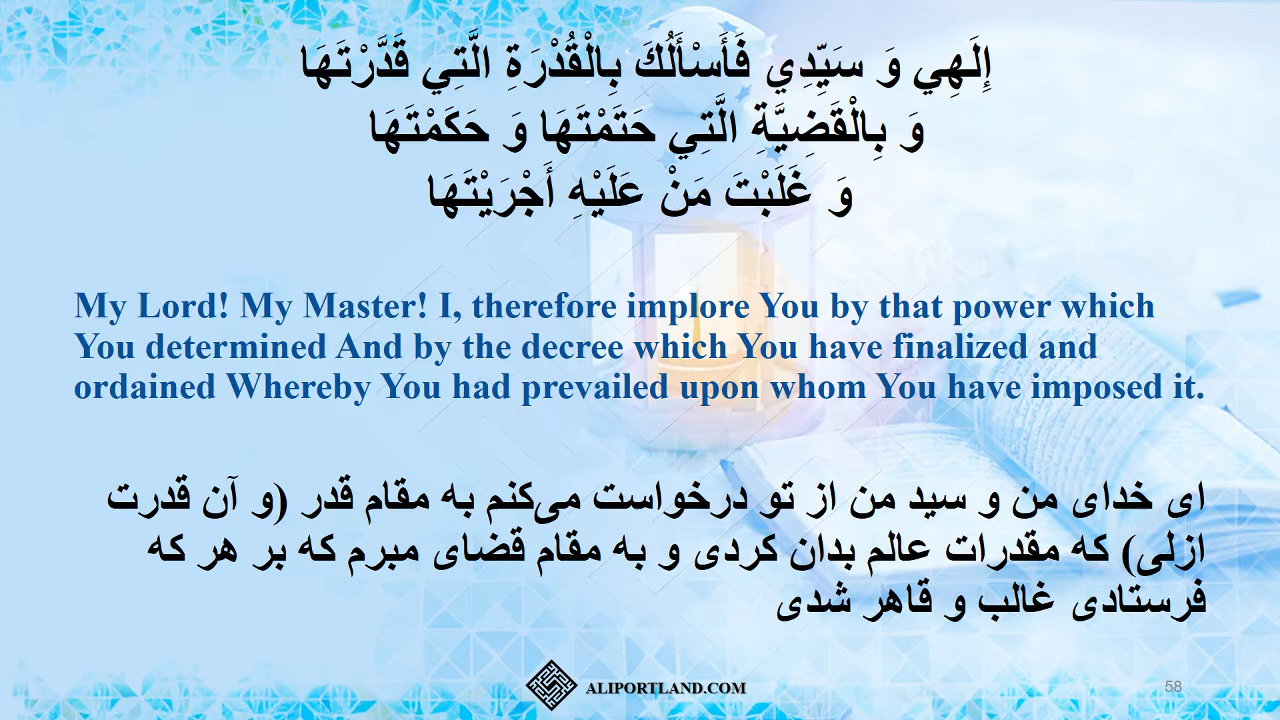 إِلَهِي وَ سَيِّدِي فَأَسْأَلُكَ بِالْقُدْرَةِ الَّتِي قَدَّرْتَهَا
وَ بِالْقَضِيَّةِ الَّتِي حَتَمْتَهَا وَ حَكَمْتَهَا
وَ غَلَبْتَ مَنْ عَلَيْهِ أَجْرَيْتَهَا
My Lord! My Master! I, therefore implore You by that power which
You determined And by the decree which You have finalized and
ordained Whereby You had prevailed upon whom You have imposed it.
ای خدای من و سید من از تو درخواست می‌کنم به مقام قدر (و آن قدرت
ازلی) که مقدرات عالم بدان کردی و به مقام قضای مبرم که بر هر که
فرستادی غالب و قاهر شدی
ALIPORTLAND.COM
58